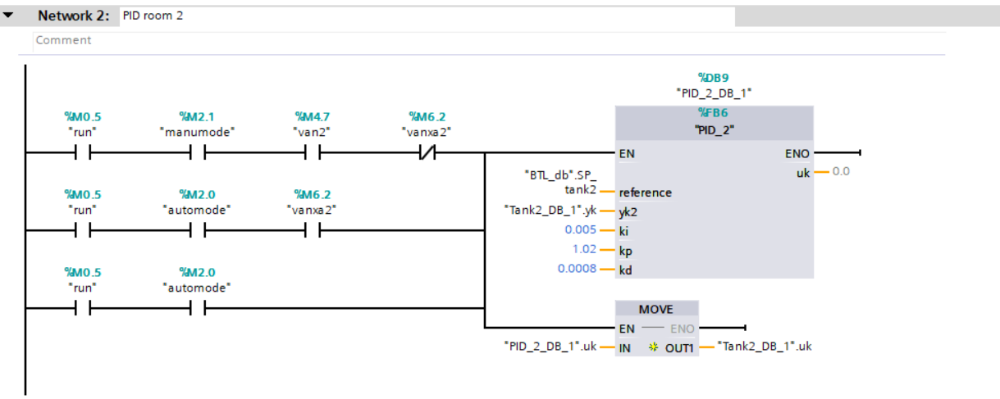 Network 2: PID room 2
Comment
%DB9
"PID_2_DB_1"
%M0.5 %M2.1 %M4.7 %M6.2 %FB6
"run" "manumode" "van2" "vanxa2" "PID_2"
EN ENO
"BTL_db".SP_ uk 0.0
tank2 reference
%M0.5 %M2.0 %M6.2
"run" "automode" "vanxa2" "Tank2_DB_1".yk yk2
0.005 ki
1.02 kp
0.0008 kd
%M0.5 %M2.0
"run" "automode"
MOVE
EN ENO
"PID_2_DB_1".uk IN OUT1 "Tank2_DB_1".uk